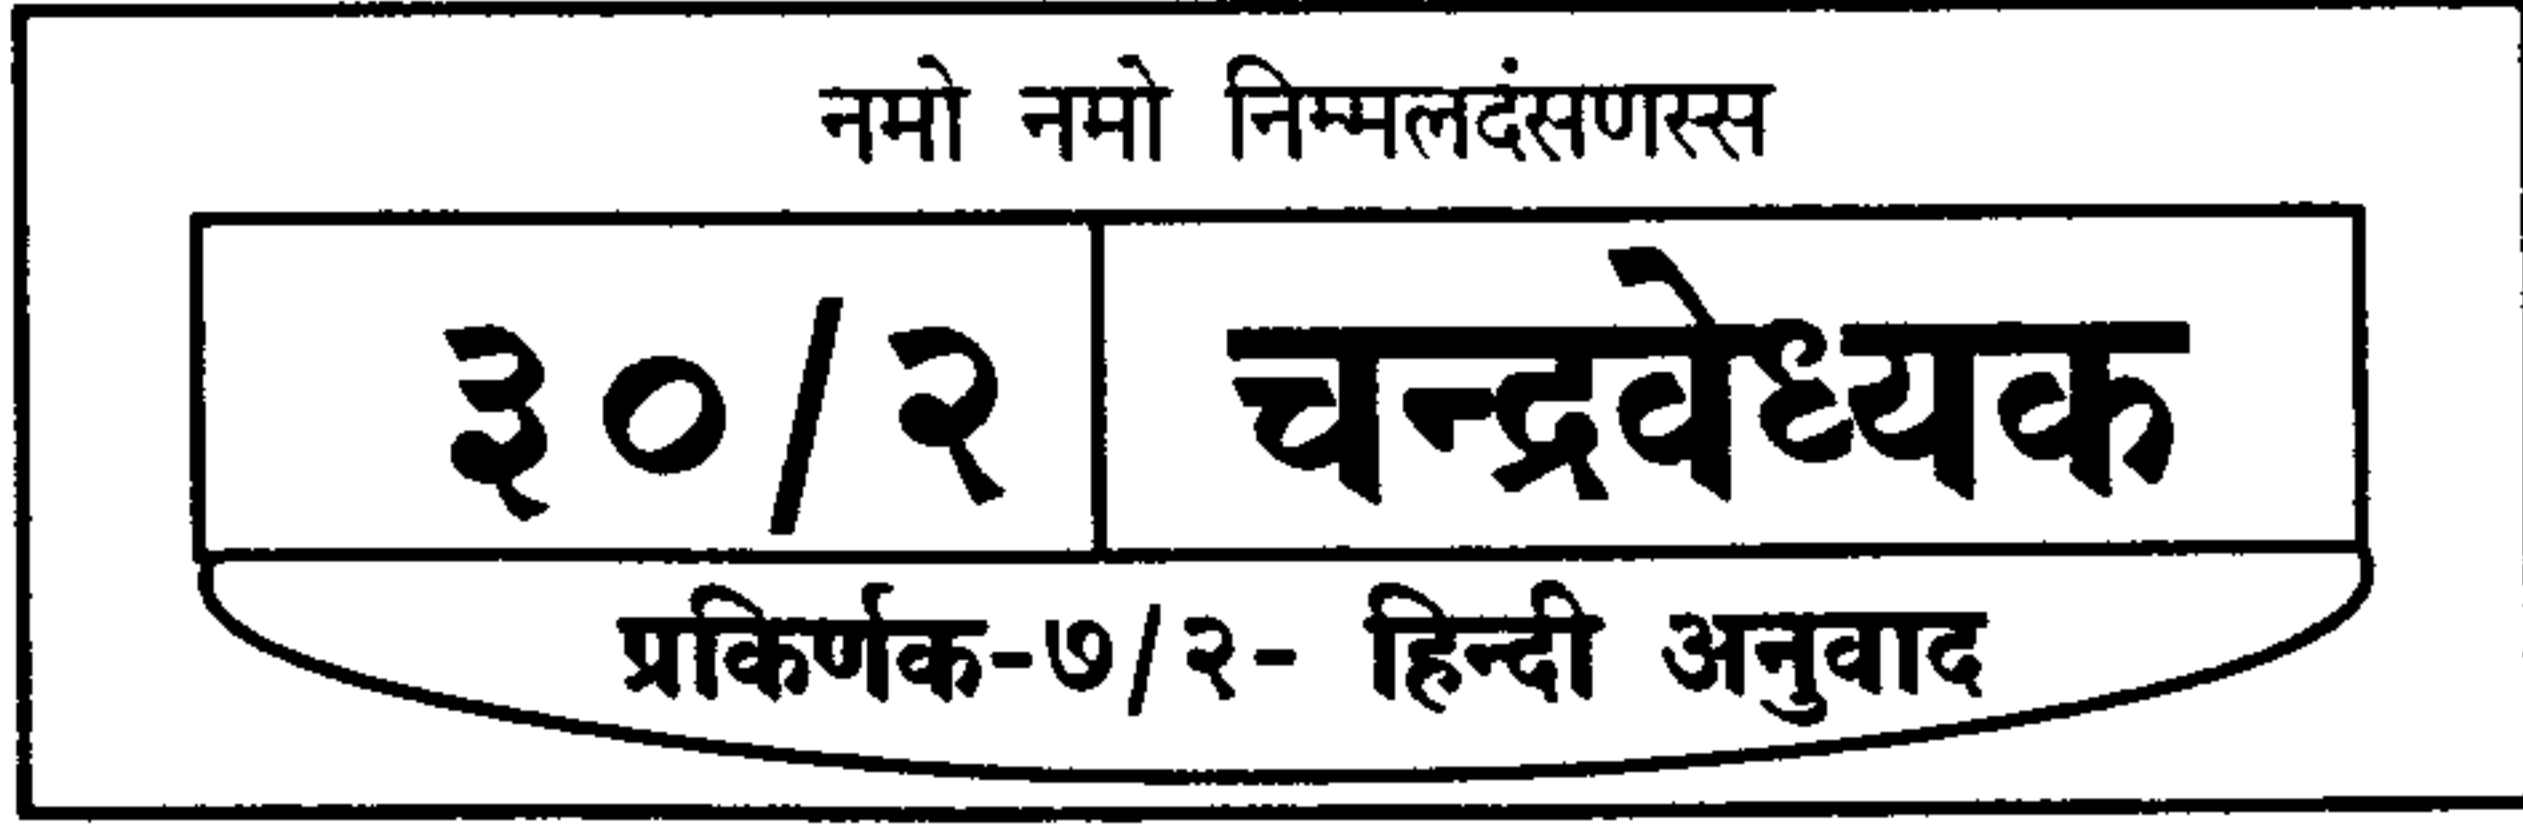 नमो नमो निम्मलदंसणस्स
३०/२ चन्द्रवेध्यक
प्रकिर्णक-७/२- हिन्दी अनुवाद